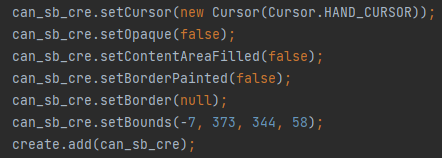 can_sb_cre.setCursor(new Cursor(Cursor.HAND_CURSOR));
can_sb_cre.setOpaque(false);
can_sb_cre.setContentAreaFilled(false);
can_sb_cre.setBorderPainted(false);
can_sb_cre.setBorder(null);
can_sb_cre.setBounds(-7, 373, 344, 58);
create.add(can_sb_cre);